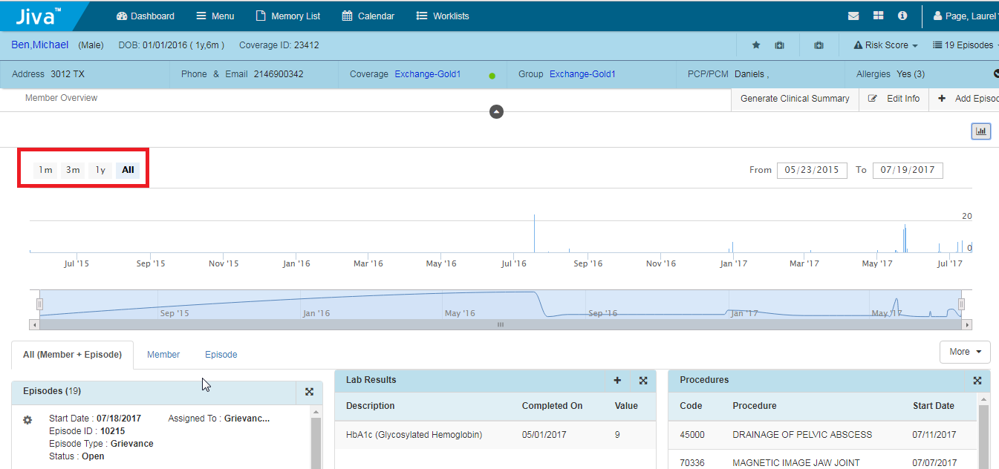 Jiva™ Dashboard Menu Memory List Calendar Worklists Page, Laurel
Ben,Michael (Male) DOB: 01/01/2016 ( 1y,6m ) Coverage ID: 23412 Risk Score 19 Episodes
Address 3012 TX Phone & Email 2146900342 Coverage Exchange-Gold1 Group Exchange-Gold1 PCP/PCM Daniels , Allergies Yes (3)
Member Overview Generate Clinical Summary Edit Info Add Episo
1m 3m 1y All From 05/23/2015 To 07/19/2017
20
0
Jul '15 Sep '15 Nov '15 Jan '16 Mar '16 May '16 Jul '16 Sep '16 Nov '16 Jan '17 Mar '17 May '17 Jul '17
Sep '15 Jan '16 May '16 Sep '16 Jan '17 May '17
All (Member + Episode) Member Episode More
Episodes (19) Lab Results Procedures
Description Completed On Value Code Procedure Start Date
Start Date : 07/18/2017 Assigned To : Grievanc...
Episode ID : 10215
Episode Type : Grievance
Status : Open
HbA1c (Glycosylated Hemoglobin) 05/01/2017 9 45000 DRAINAGE OF PELVIC ABSCESS 07/11/2017
70336 MAGNETIC IMAGE JAW JOINT 07/07/2017